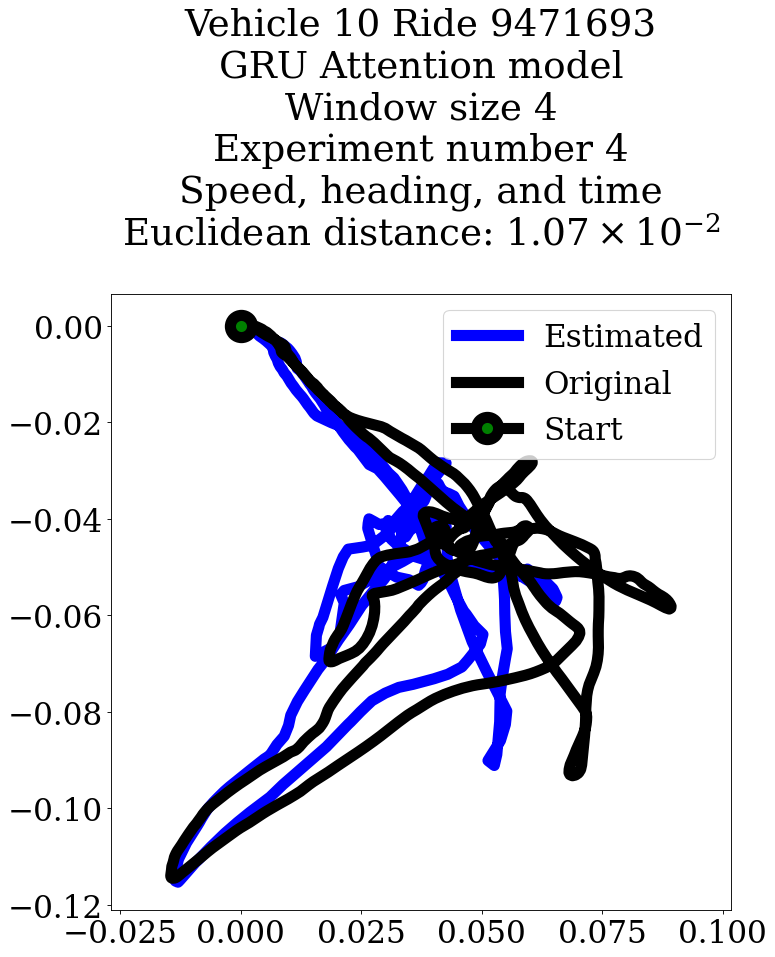 Vehicle 10 Ride 9471693
GRU Attention model
Window size 4
Experiment number 4
Speed, heading, and time
Euclidean distance: 1.07 × 10⁻²
Estimated
Original
Start
0.00
−0.02
−0.04
−0.06
−0.08
−0.10
−0.12
−0.025 0.000 0.025 0.050 0.075 0.100